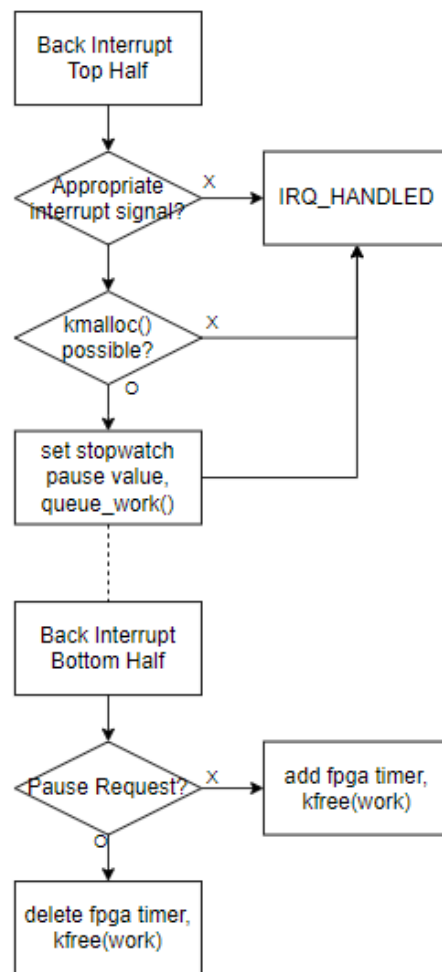 Back Interrupt
Top Half
Appropriate
interrupt signal?
X
IRQ_HANDLED
kmalloc()
possible?
X
O
set stopwatch
pause value,
queue_work()
Back Interrupt
Bottom Half
Pause Request?
X
add fpga timer,
kfree(work)
O
delete fpga timer,
kfree(work)